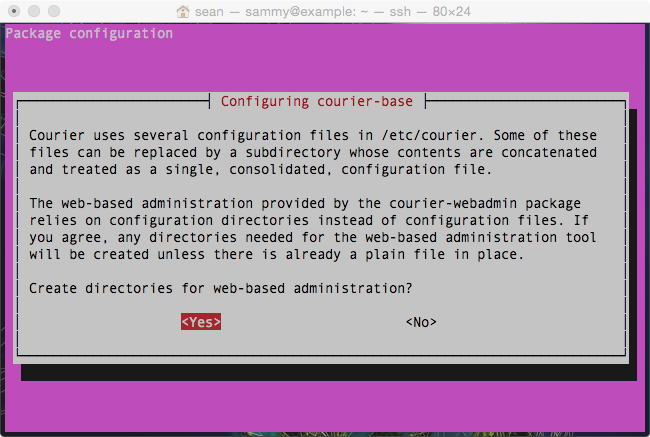 sean — sammy@example: ~ — ssh — 80×24
Package configuration
Configuring courier-base
Courier uses several configuration files in /etc/courier. Some of these
files can be replaced by a subdirectory whose contents are concatenated
and treated as a single, consolidated, configuration file.
The web-based administration provided by the courier-webadmin package
relies on configuration directories instead of configuration files. If
you agree, any directories needed for the web-based administration tool
will be created unless there is already a plain file in place.
Create directories for web-based administration?
<Yes> <No>